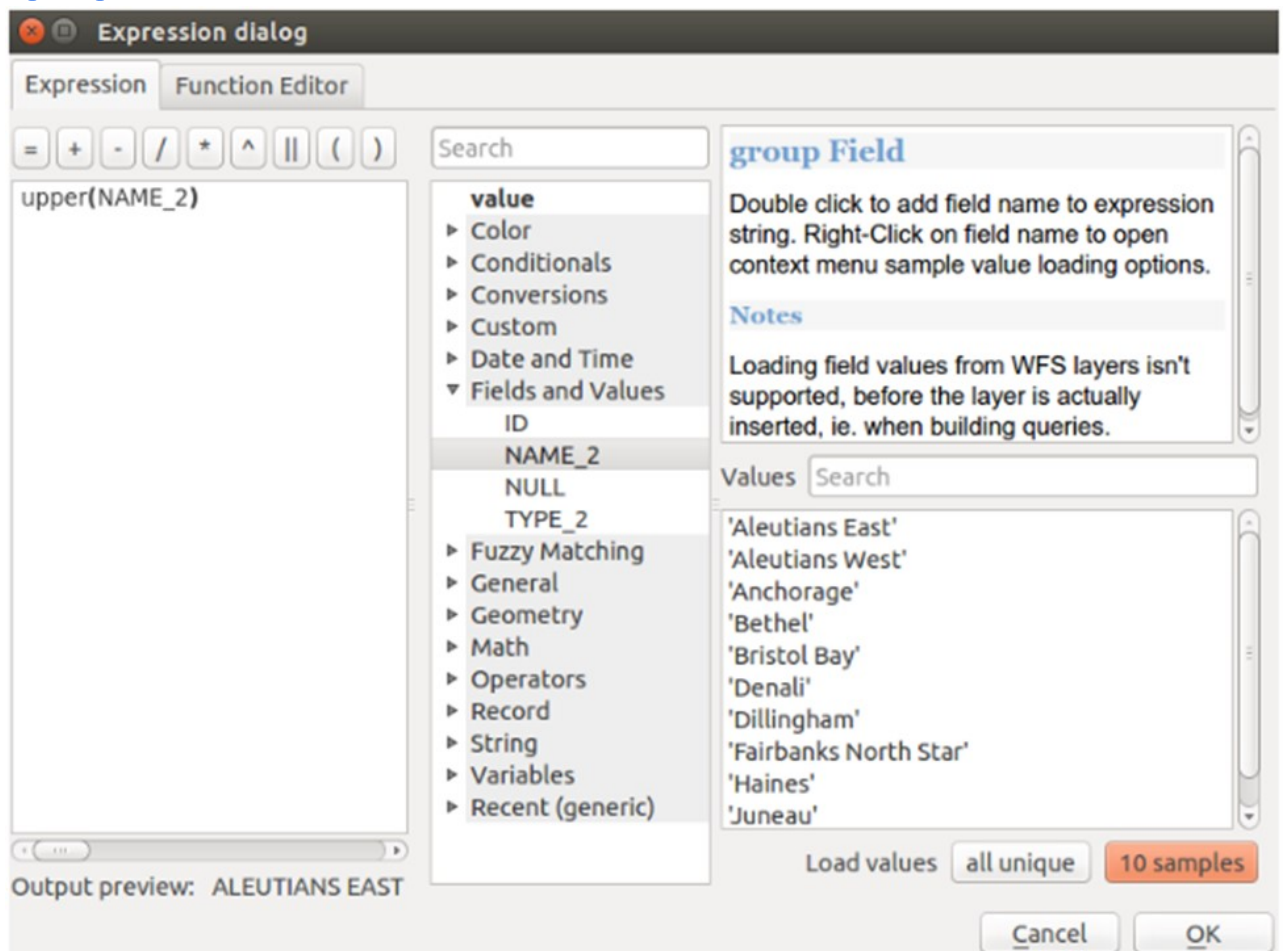 Expression dialog
Expression
Function Editor
= + - / * ^ || ( )
upper(NAME_2)
Output preview: ALEUTIANS EAST
Search
value
Color
Conditionals
Conversions
Custom
Date and Time
Fields and Values
ID
NAME_2
NULL
TYPE_2
Fuzzy Matching
General
Geometry
Math
Operators
Record
String
Variables
Recent (generic)
group Field
Double click to add field name to expression
string. Right-Click on field name to open
context menu sample value loading options.
Notes
Loading field values from WFS layers isn't
supported, before the layer is actually
inserted, ie. when building queries.
Values Search
'Aleutians East'
'Aleutians West'
'Anchorage'
'Bethel'
'Bristol Bay'
'Denali'
'Dillingham'
'Fairbanks North Star'
'Haines'
'Juneau'
Load values all unique 10 samples
Cancel OK